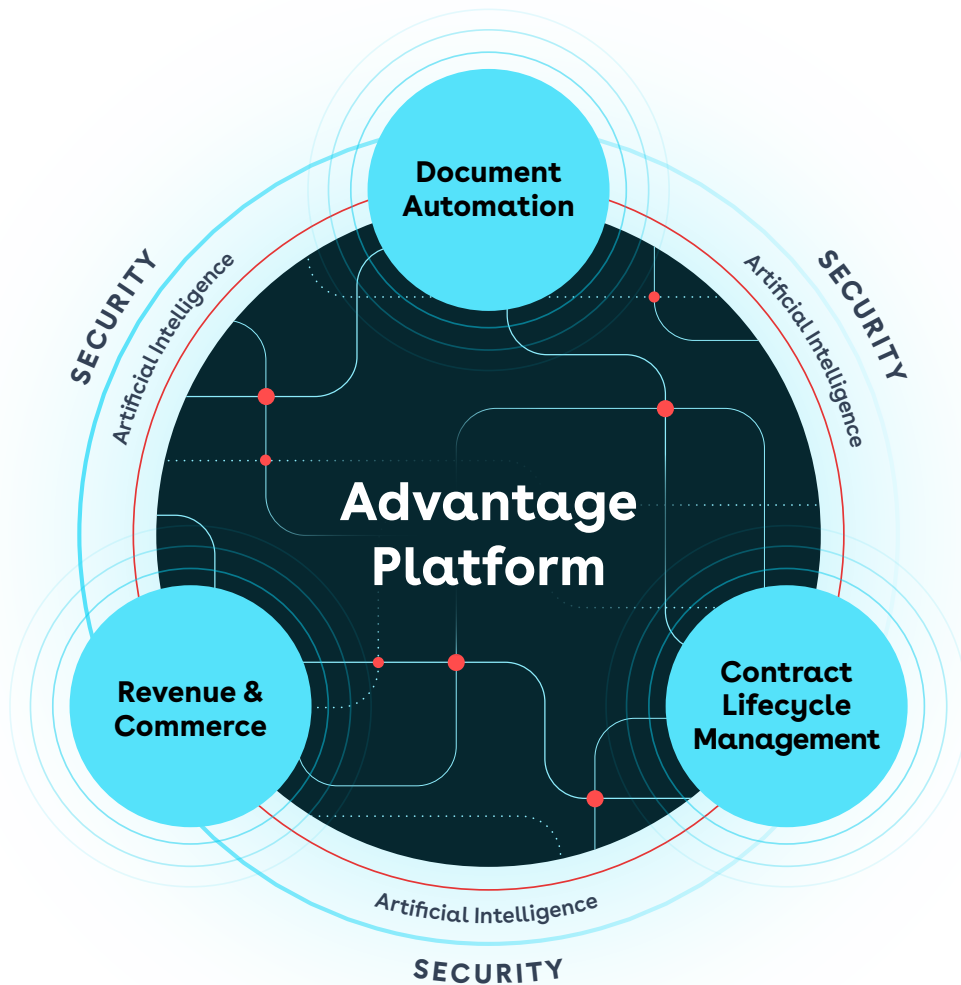 Document
Automation
SECURITY
Artificial Intelligence
Artificial Intelligence
SECURITY
Advantage
Platform
Revenue &
Commerce
Contract
Lifecycle
Management
Artificial Intelligence
SECURITY